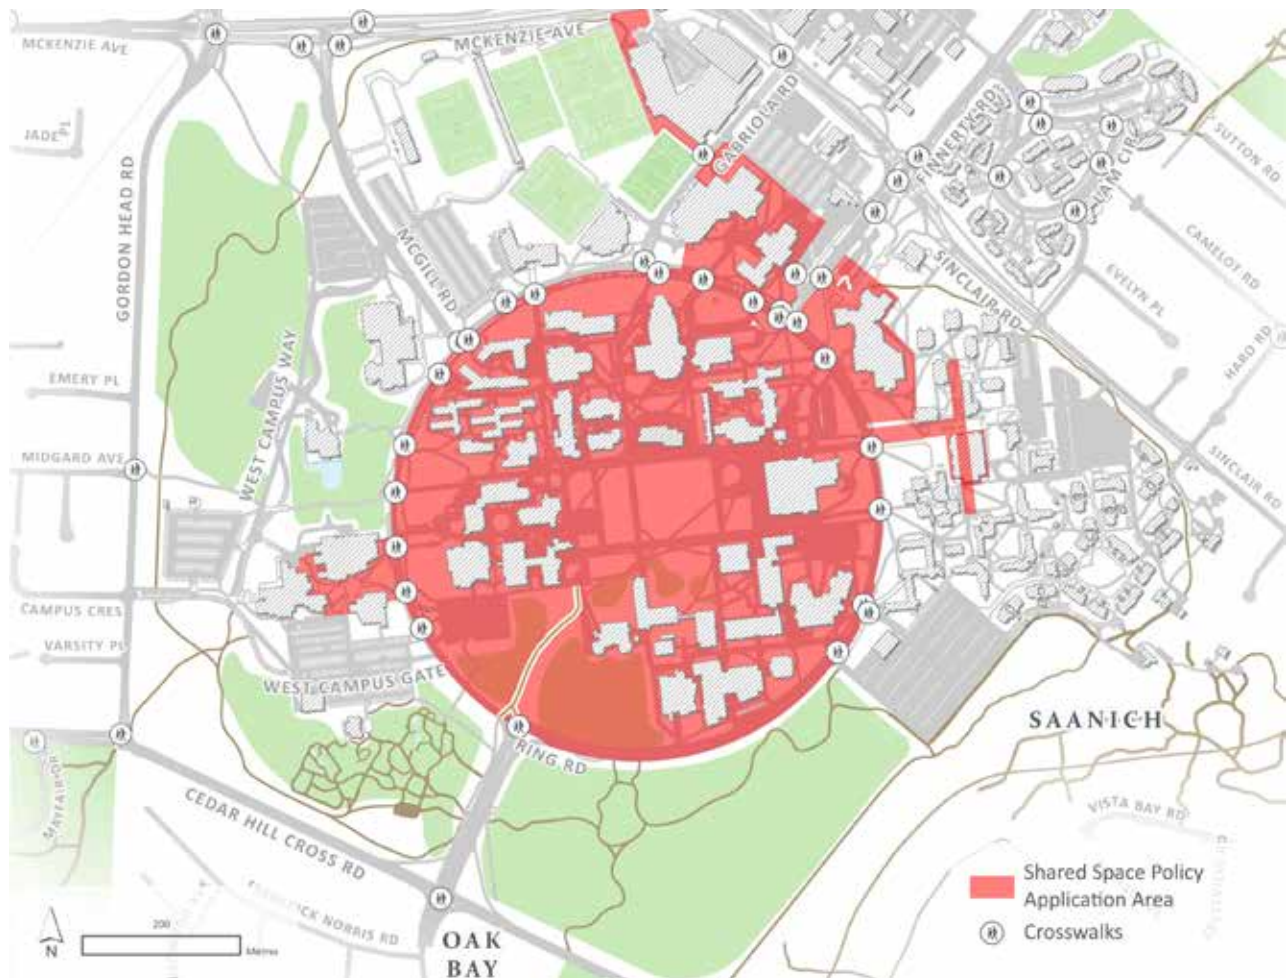 MCKENZIE AVE
MCKENZIE AVE
JADE PL
GORDON HEAD RD
MCGILL RD
GABRIOLA RD
FINNERTY RD
SUTTON RD
CAMELOT RD
EVELYN PL
HARO RD
SINCLAIR RD
SINCLAIR RD
EMERY PL
WEST CAMPUS WAY
MIDGARD AVE
CAMPUS CRES
VARSITY PL
WEST CAMPUS GATE
RING RD
CEDAR HILL CROSS RD
NORRIS RD
SAANICH
VISTA BAY RD
OAK
BAY
Shared Space Policy
Application Area
Crosswalks
N
200
Metres